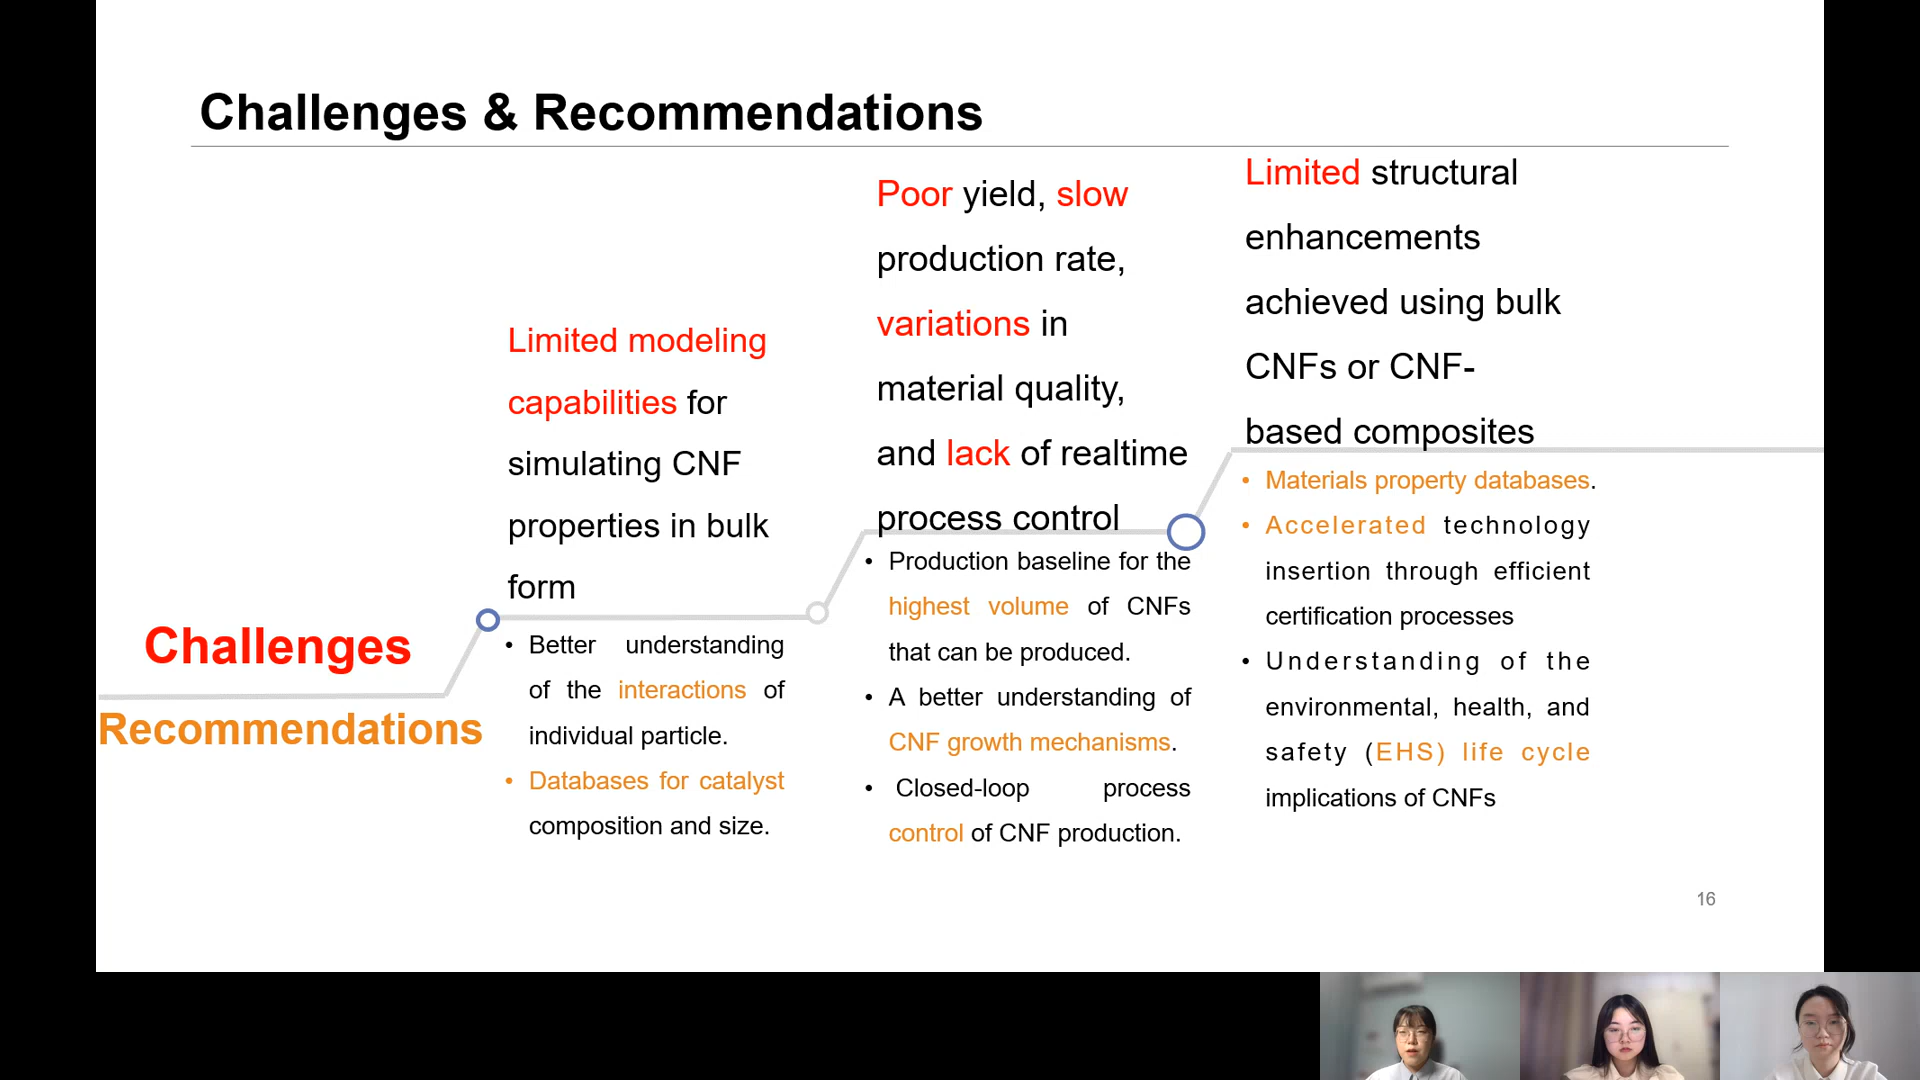 Challenges & Recommendations
Challenges
Recommendations
Limited modeling
capabilities for
simulating CNF
properties in bulk
form
• Better understanding
of the interactions of
individual particle.
• Databases for catalyst
composition and size.
Poor yield, slow
production rate,
variations in
material quality,
and lack of realtime
process control
• Production baseline for the
highest volume of CNFs
that can be produced.
• A better understanding of
CNF growth mechanisms.
• Closed-loop process
control of CNF production.
Limited structural
enhancements
achieved using bulk
CNFs or CNF-
based composites
• Materials property databases.
• Accelerated technology
insertion through efficient
certification processes
• Understanding of the
environmental, health, and
safety (EHS) life cycle
implications of CNFs
16